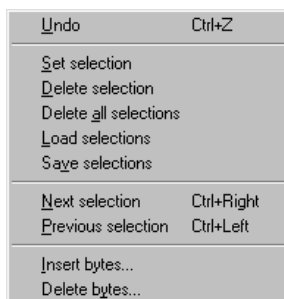 Undo Ctrl+Z
Set selection
Delete selection
Delete all selections
Load selections
Save selections
Next selection Ctrl+Right
Previous selection Ctrl+Left
Insert bytes...
Delete bytes...